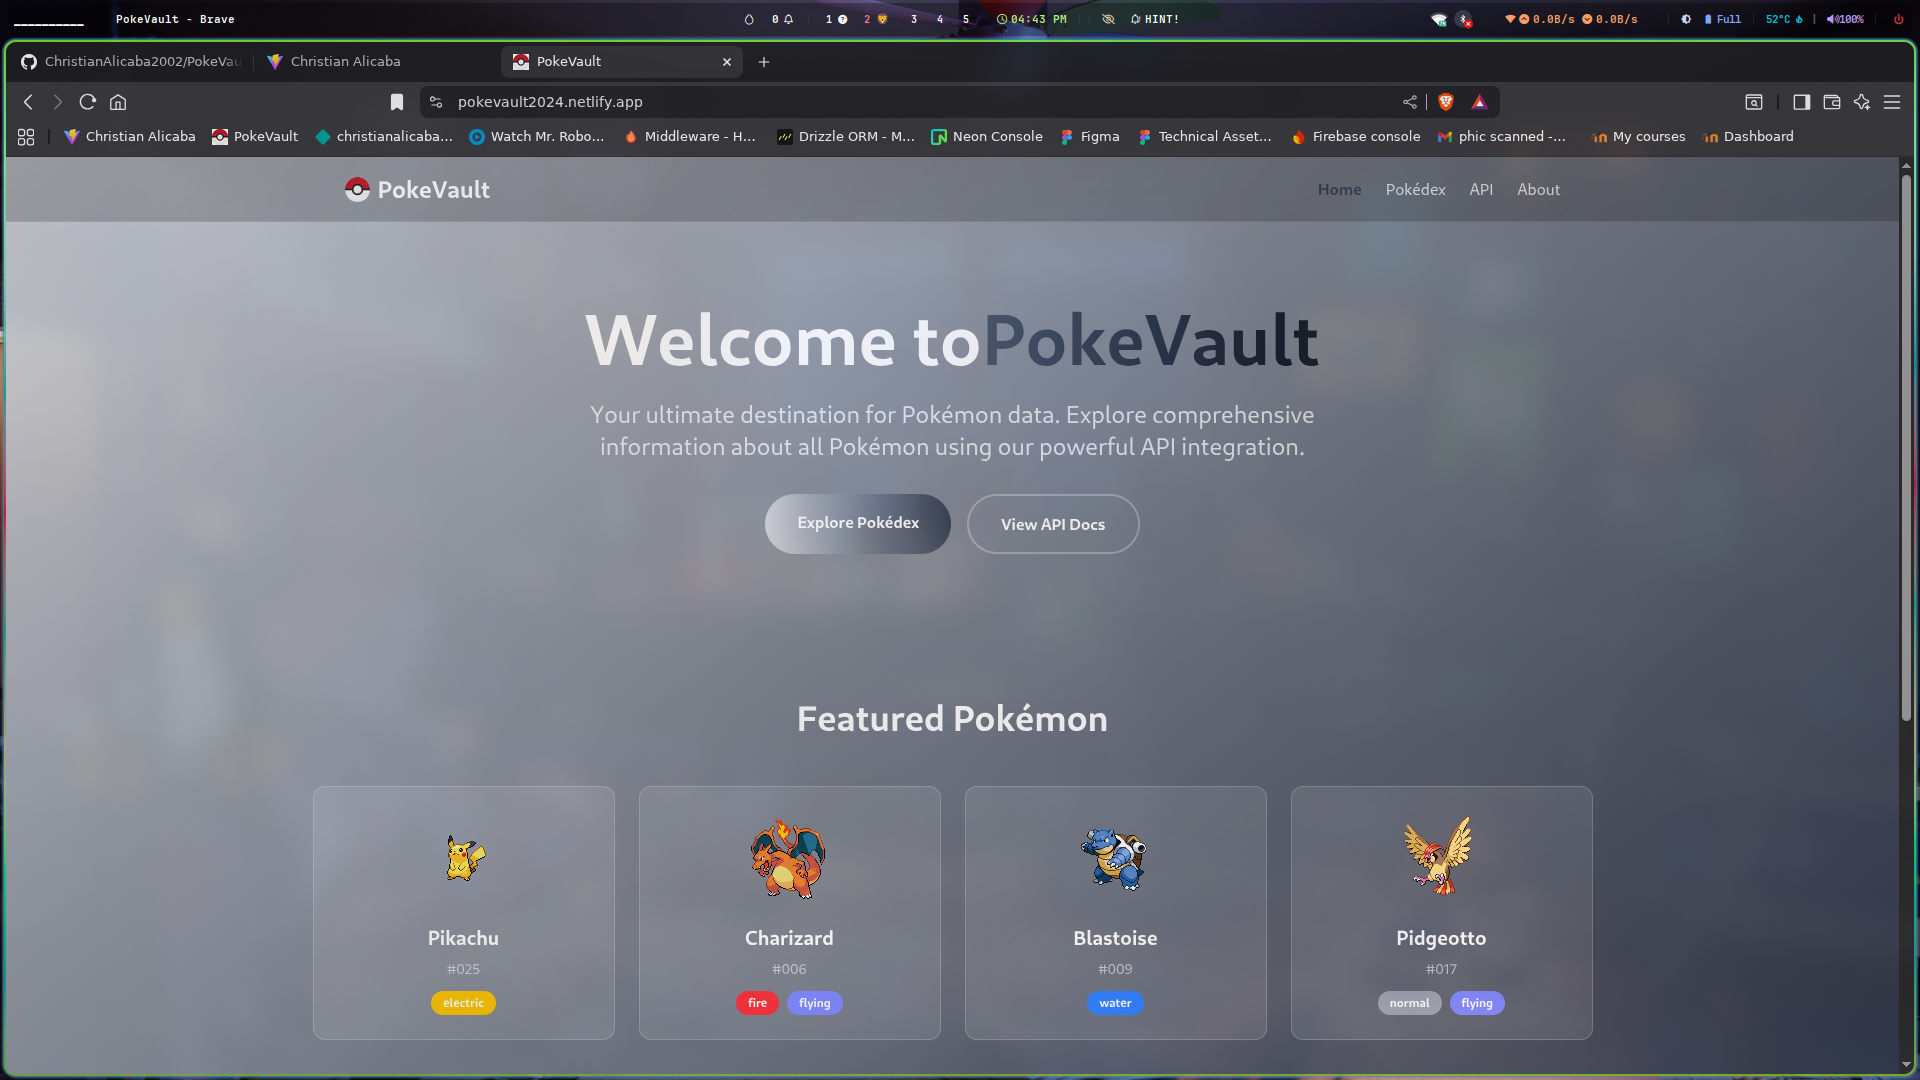 PokeVault - Brave
0
1 2 3 4 5
04:43 PM
HINT!
0.0B/s 0.0B/s
Full
52°C
100%
ChristianAlicaba2002/PokeVau
Christian Alicaba
PokeVault
pokevault2024.netlify.app
Christian Alicaba
PokeVault
christianalicaba...
Watch Mr. Robo...
Middleware - H...
Drizzle ORM - M...
Neon Console
Figma
Technical Asset...
Firebase console
phic scanned -...
My courses
Dashboard
PokeVault
Home
Pokédex
API
About
Welcome toPokeVault
Your ultimate destination for Pokémon data. Explore comprehensive
information about all Pokémon using our powerful API integration.
Explore Pokédex
View API Docs
Featured Pokémon
Pikachu
#025
electric
Charizard
#006
fire flying
Blastoise
#009
water
Pidgeotto
#017
normal flying